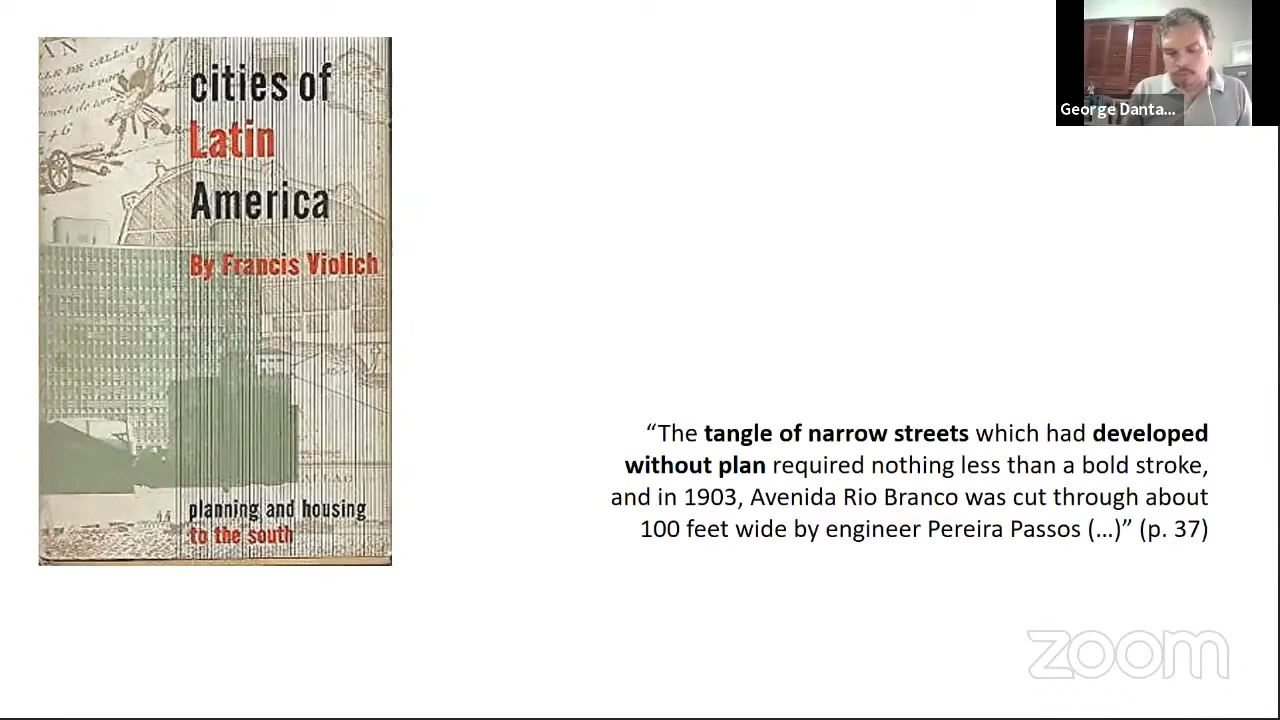 cities of
Latin
America
By Francis Violich
planning and housing
to the south
George Danta...
“The tangle of narrow streets which had developed
without plan required nothing less than a bold stroke,
and in 1903, Avenida Rio Branco was cut through about
100 feet wide by engineer Pereira Passos (...)” (p. 37)
zoom